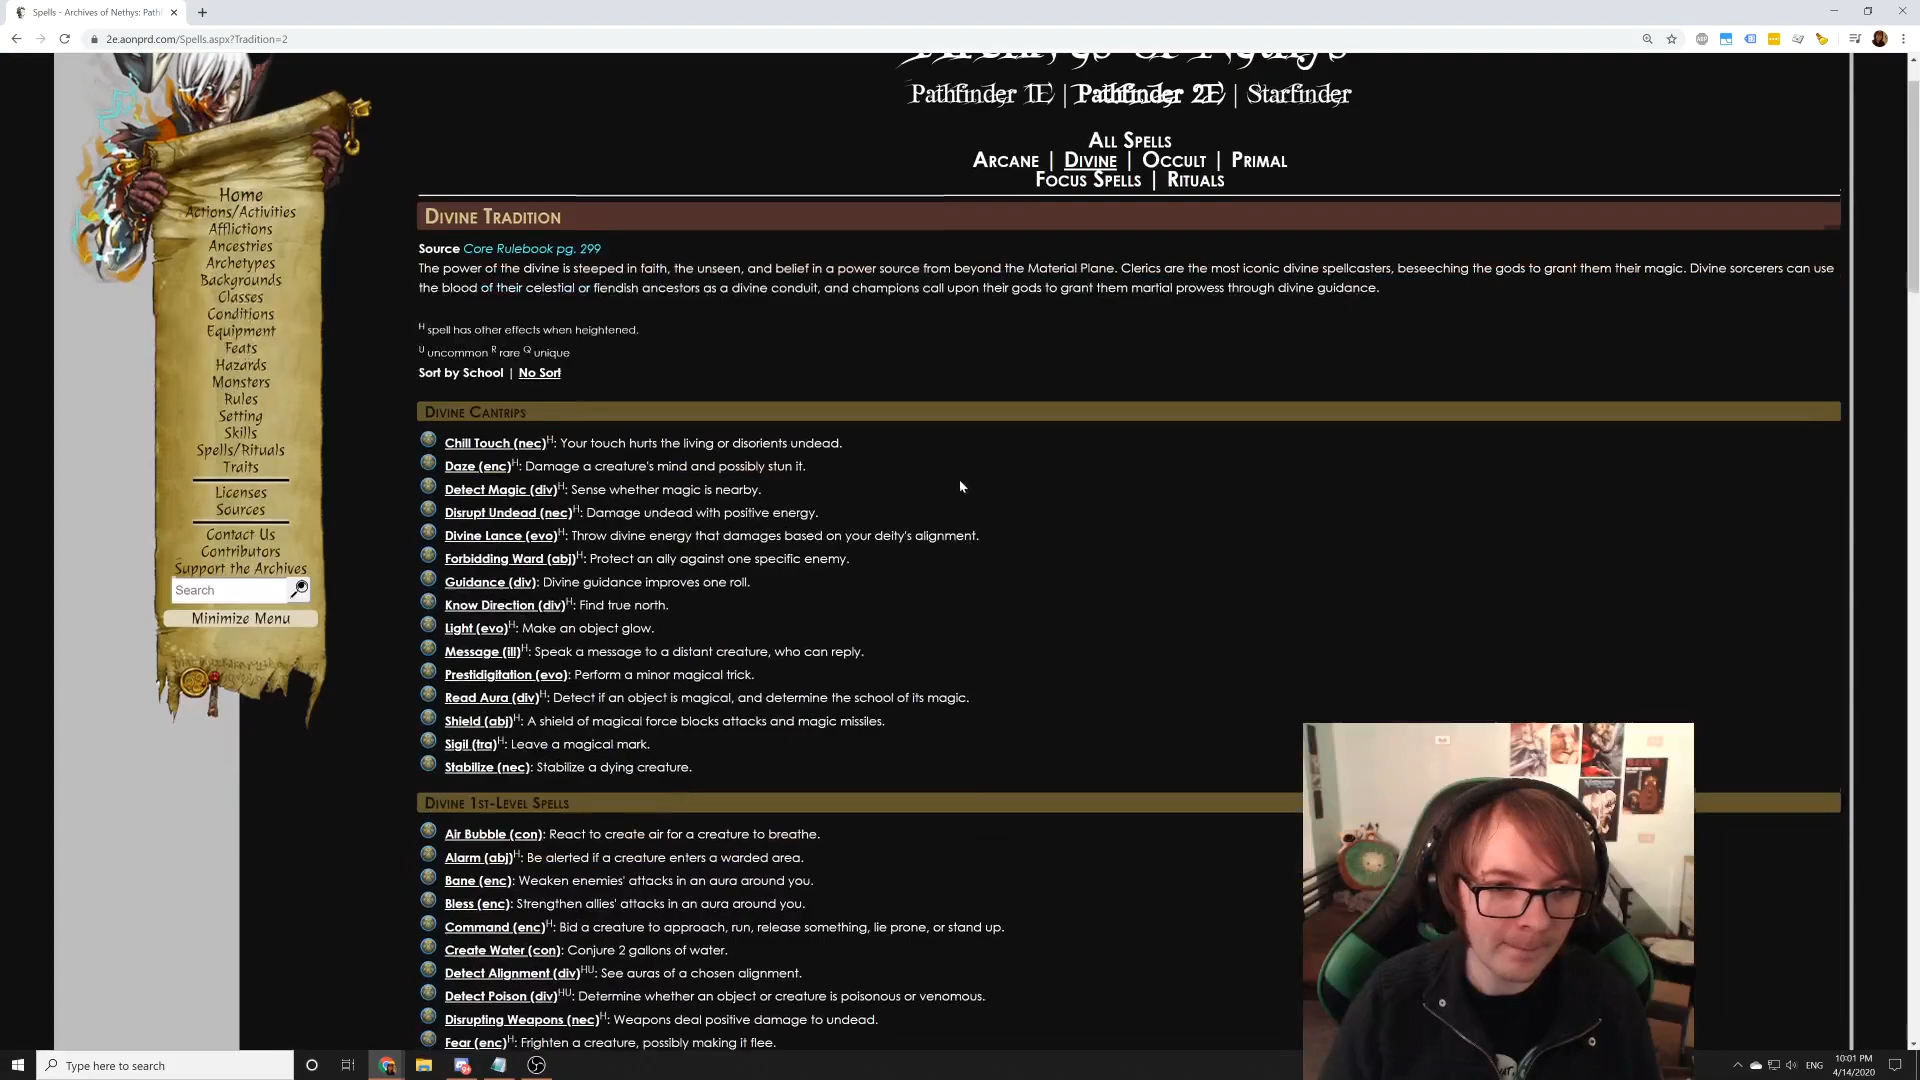 Spells - Archives of Nethys: Pathf
2e.aonprd.com/Spells.aspx?Tradition=2
Archives of Nethys
Pathfinder 1E | Pathfinder 2E | Starfinder
All Spells
Arcane | Divine | Occult | Primal
Focus Spells | Rituals
Home
Actions/Activities
Afflictions
Ancestries
Archetypes
Backgrounds
Classes
Conditions
Equipment
Feats
Hazards
Monsters
Rules
Setting
Skills
Spells/Rituals
Traits
Licenses
Sources
Contact Us
Contributors
Support the Archives
Search
Minimize Menu
Divine Tradition
Source Core Rulebook pg. 299
The power of the divine is steeped in faith, the unseen, and belief in a power source from beyond the Material Plane. Clerics are the most iconic divine spellcasters, beseeching the gods to grant them their magic. Divine sorcerers can use
the blood of their celestial or fiendish ancestors as a divine conduit, and champions call upon their gods to grant them martial prowess through divine guidance.
H spell has other effects when heightened.
U uncommon R rare Q unique
Sort by School | No Sort
Divine Cantrips
Chill Touch (nec)H: Your touch hurts the living or disorients undead.
Daze (enc)H: Damage a creature's mind and possibly stun it.
Detect Magic (div)H: Sense whether magic is nearby.
Disrupt Undead (nec)H: Damage undead with positive energy.
Divine Lance (evo)H: Throw divine energy that damages based on your deity's alignment.
Forbidding Ward (abj)H: Protect an ally against one specific enemy.
Guidance (div): Divine guidance improves one roll.
Know Direction (div)H: Find true north.
Light (evo)H: Make an object glow.
Message (ill)H: Speak a message to a distant creature, who can reply.
Prestidigitation (evo): Perform a minor magical trick.
Read Aura (div)H: Detect if an object is magical, and determine the school of its magic.
Shield (abj)H: A shield of magical force blocks attacks and magic missiles.
Sigil (tra)H: Leave a magical mark.
Stabilize (nec): Stabilize a dying creature.
Divine 1st-Level Spells
Air Bubble (con): React to create air for a creature to breathe.
Alarm (abj)H: Be alerted if a creature enters a warded area.
Bane (enc): Weaken enemies' attacks in an aura around you.
Bless (enc): Strengthen allies' attacks in an aura around you.
Command (enc)H: Bid a creature to approach, run, release something, lie prone, or stand up.
Create Water (con): Conjure 2 gallons of water.
Detect Alignment (div)HU: See auras of a chosen alignment.
Detect Poison (div)HU: Determine whether an object or creature is poisonous or venomous.
Disrupting Weapons (nec)H: Weapons deal positive damage to undead.
Fear (enc)H: Frighten a creature, possibly making it flee.
Type here to search
ENG
10:01 PM
4/14/2020